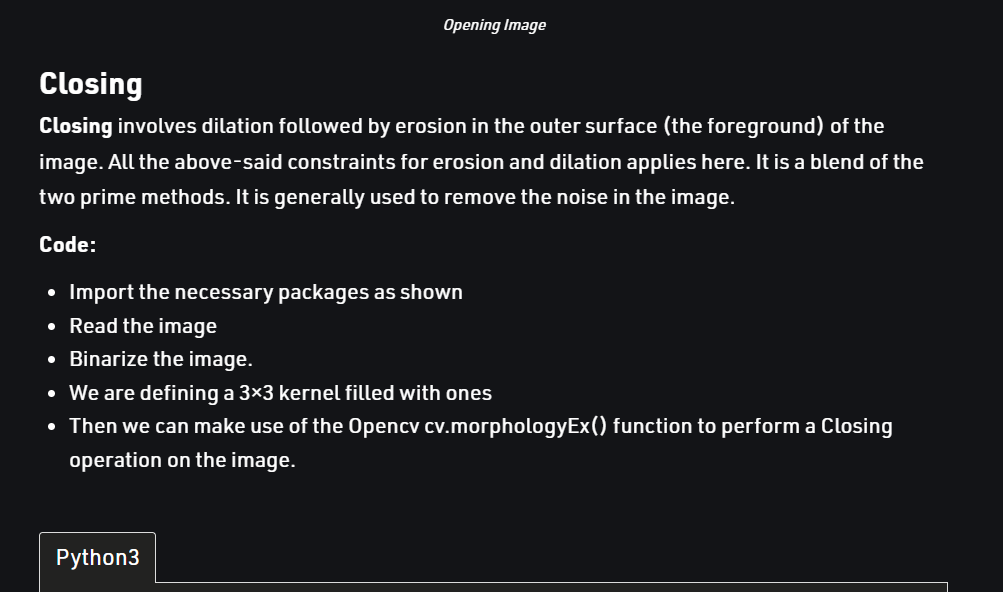 Opening Image
Closing
Closing involves dilation followed by erosion in the outer surface (the foreground) of the
image. All the above-said constraints for erosion and dilation applies here. It is a blend of the
two prime methods. It is generally used to remove the noise in the image.
Code:
• Import the necessary packages as shown
• Read the image
• Binarize the image.
• We are defining a 3×3 kernel filled with ones
• Then we can make use of the Opencv cv.morphologyEx() function to perform a Closing
operation on the image.
Python3